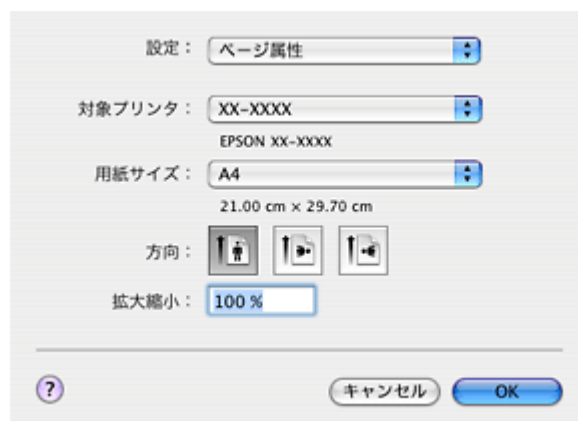 設定： ページ属性
対象プリンタ： XX-XXXX
EPSON XX-XXXX
用紙サイズ： A4
21.00 cm × 29.70 cm
方向：
拡大縮小： 100 %
? キャンセル OK